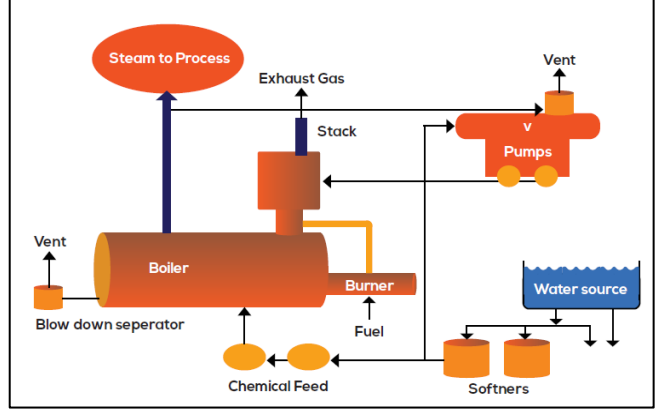 Steam to Process
Exhaust Gas
Vent
Stack
v
Pumps
Vent
Boiler
Burner
Water source
Blow down seperator
Fuel
Chemical Feed
Softners